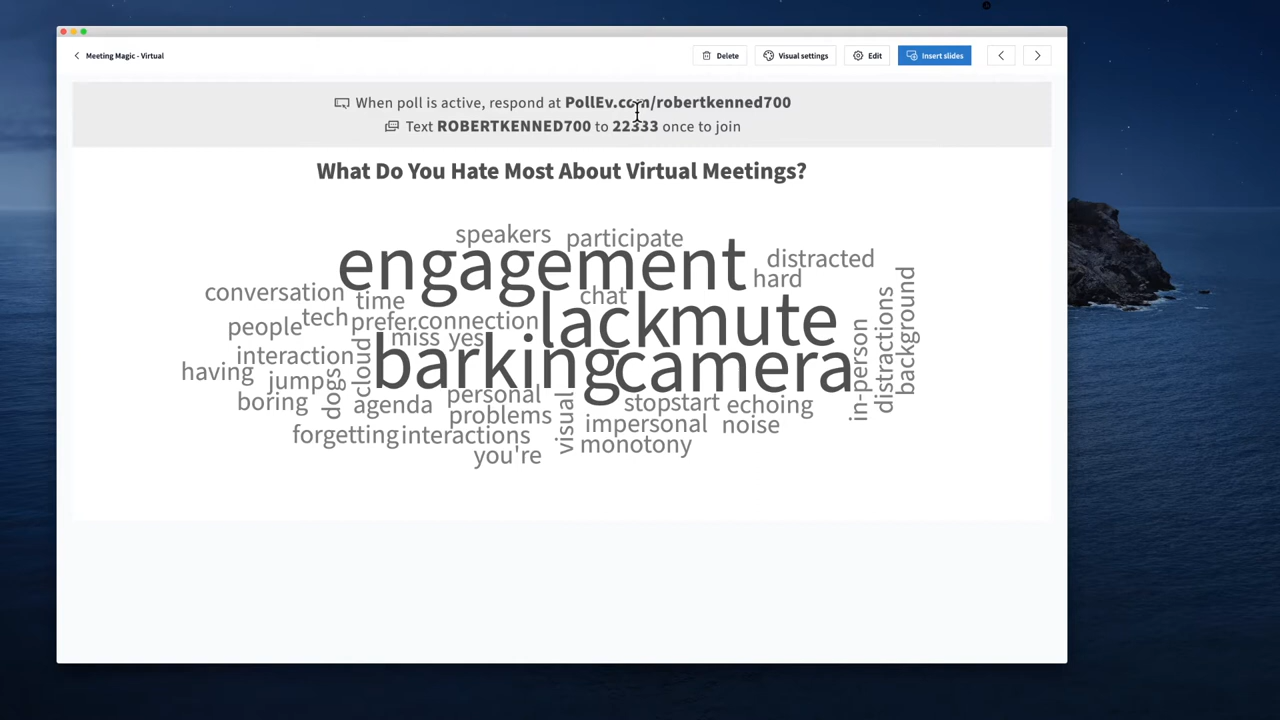 Meeting Magic - Virtual
Delete
Visual settings
Edit
Insert slides
When poll is active, respond at PollEv.com/robertkenned700
Text ROBERTKENNED700 to 22333 once to join
What Do You Hate Most About Virtual Meetings?
speakers
participate
engagement
distracted
hard
conversation
time
chat
people
tech
prefer
connection
lack
mute
miss
yes
interaction
having
jump
dogs
cloud
barking
camera
in-person
distractions
background
boring
agenda
personal
problems
visual
stopstart
echoing
impersonal
noise
forgetting
interactions
monotony
you're